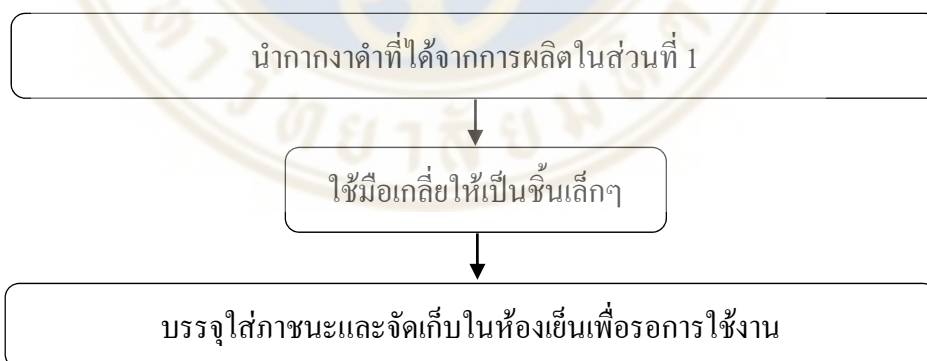 นำกากงาดำที่ได้จากการผลิตในส่วนที่ 1
ใช้มือเกลี่ยให้เป็นชิ้นเล็กๆ
บรรจุใส่ภาชนะและจัดเก็บในห้องเย็นเพื่อรอการใช้งาน